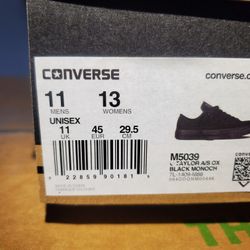 CONVERSE
converse.c
11
13
MENS
WOMENS
UNISEX
11
45
29.5
UK
EUR
CM
M5039
TAYLOR A/S OX
BLACK MONOCH
22859 90181